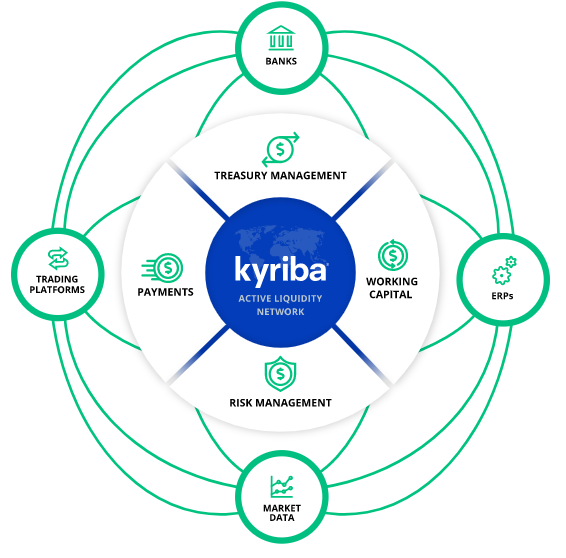 BANKS
TREASURY MANAGEMENT
TRADING
PLATFORMS
PAYMENTS
kyriba
ACTIVE LIQUIDITY
NETWORK
WORKING
CAPITAL
ERPs
RISK MANAGEMENT
MARKET
DATA